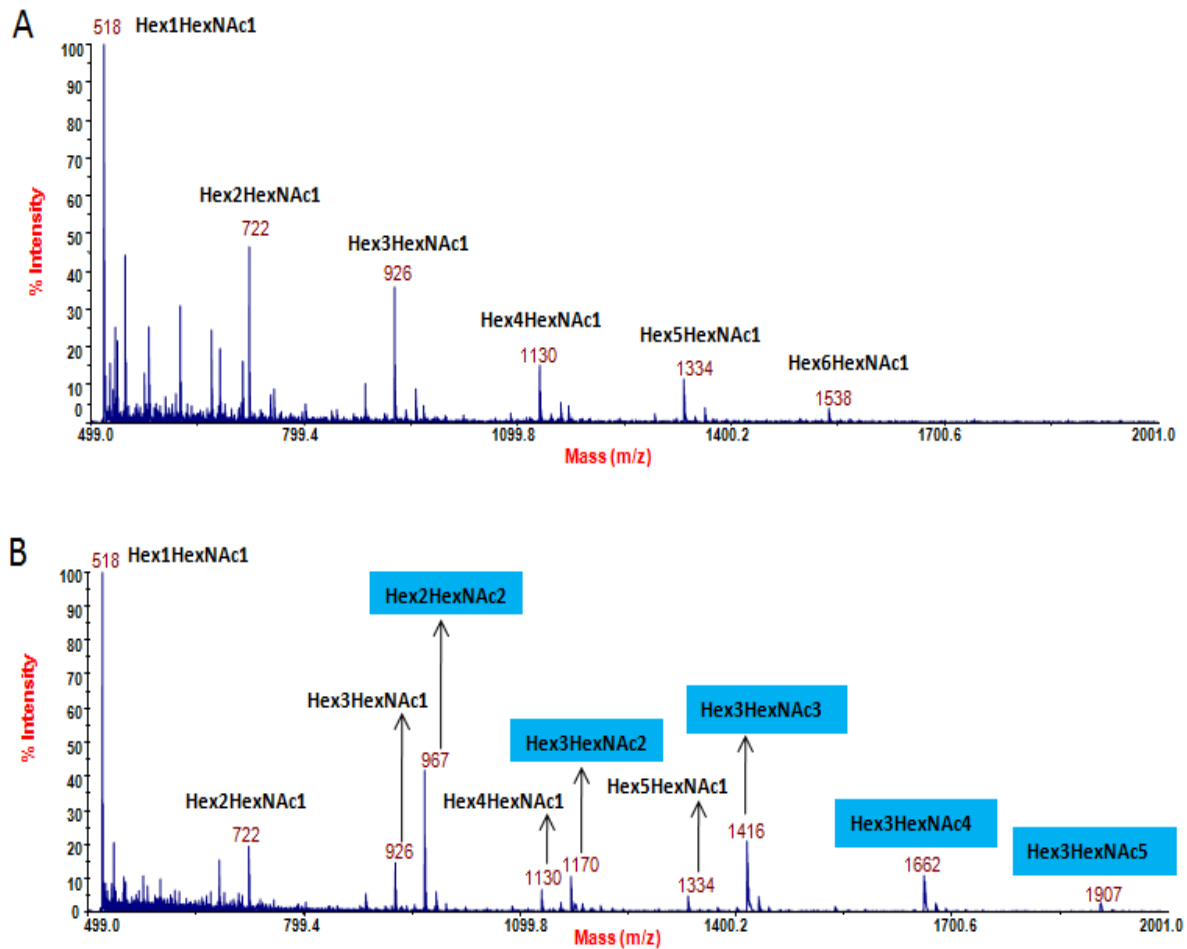 A
518 Hex1HexNAc1
100
90
80
70
60
50
40
30
20
10
0
% Intensity
Hex2HexNAc1
722
Hex3HexNAc1
926
Hex4HexNAc1
1130
Hex5HexNAc1
1334
Hex6HexNAc1
1538
499.0 799.4 1099.8 1400.2 1700.6 2001.0
Mass (m/z)
B
518 Hex1HexNAc1
100
90
80
70
60
50
40
30
20
10
0
% Intensity
Hex2HexNAc2
Hex3HexNAc1
967
Hex3HexNAc3
Hex3HexNAc2
Hex4HexNAc1
Hex5HexNAc1
Hex2HexNAc1
722
926
1130
1170
1334
1416
Hex3HexNAc4
1662
Hex3HexNAc5
1907
499.0 799.4 1099.8 1400.2 1700.6 2001.0
Mass (m/z)